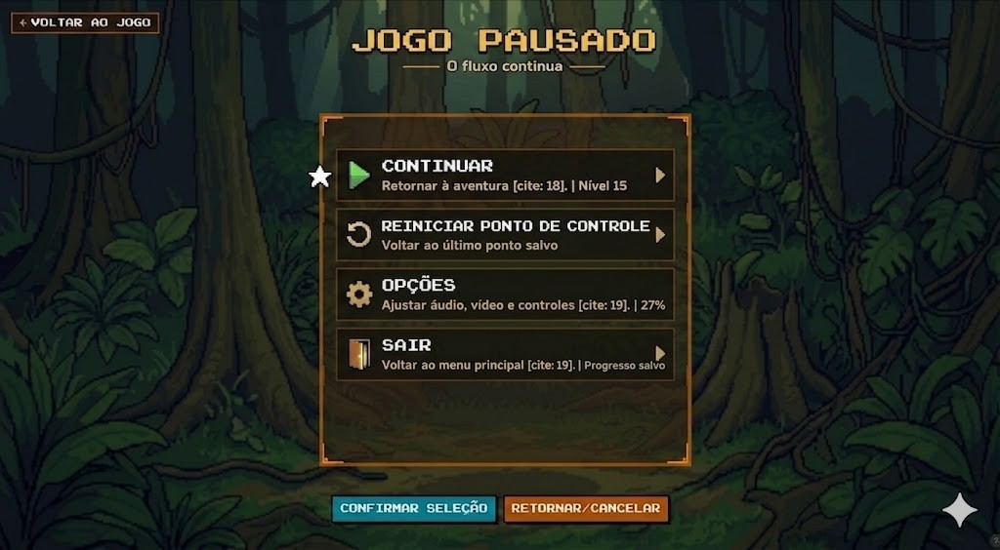 ← VOLTAR AO JOGO
JOGO PAUSADO
O fluxo continua
CONTINUAR
Retornar à aventura [cite: 18]. | Nível 15
REINICIAR PONTO DE CONTROLE
Voltar ao último ponto salvo
OPÇÕES
Ajustar áudio, vídeo e controles [cite: 19]. | 27%
SAIR
Voltar ao menu principal [cite: 19]. | Progresso salvo
CONFIRMAR SELEÇÃO
RETORNAR/CANCELAR
?